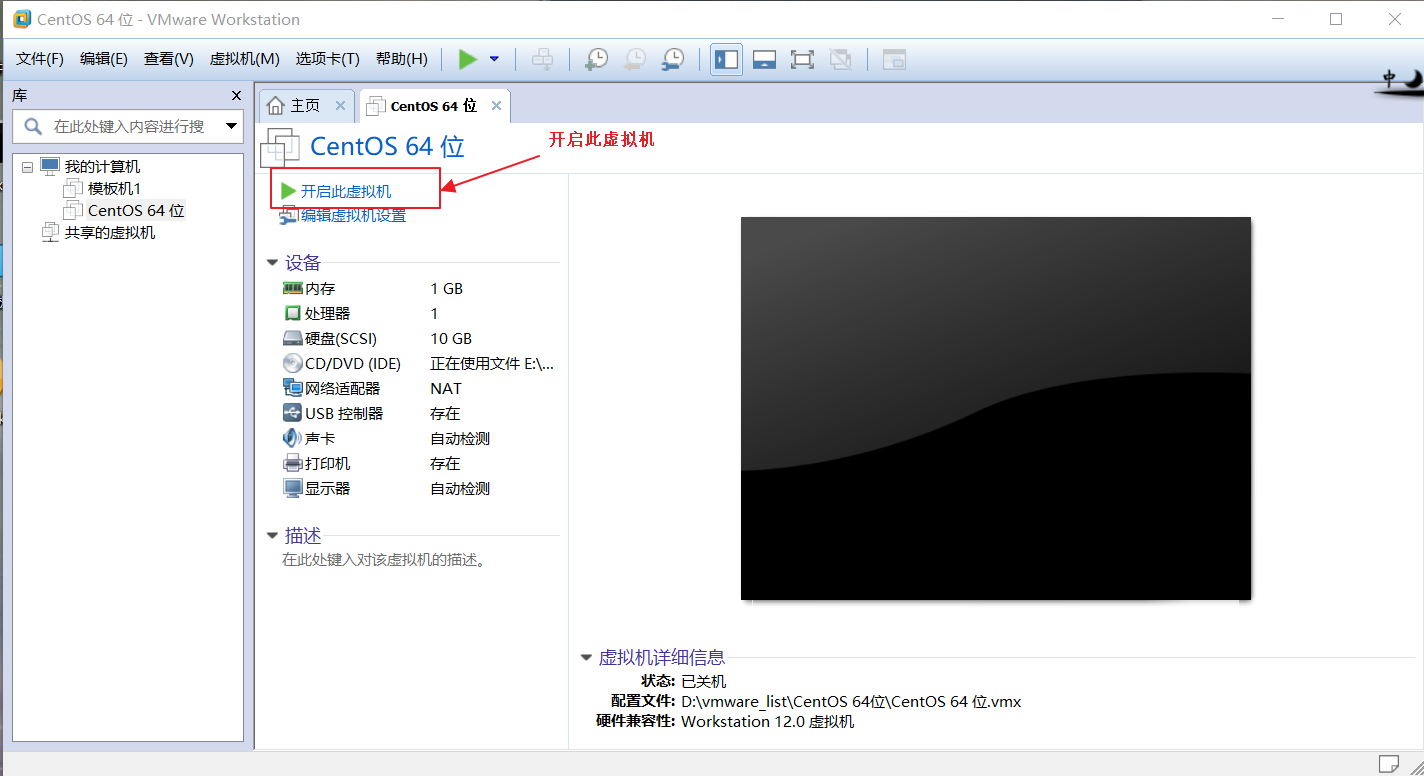 CentOS 64 位 - VMware Workstation
文件(F) 编辑(E) 查看(V) 虚拟机(M) 选项卡(T) 帮助(H)
中
库
在此处键入内容进行搜
我的计算机
模板机1
CentOS 64 位
共享的虚拟机
主页 CentOS 64 位
CentOS 64 位
开启此虚拟机
开启此虚拟机
编辑虚拟机设置
设备
内存 1 GB
处理器 1
硬盘(SCSI) 10 GB
CD/DVD (IDE) 正在使用文件 E:\...
网络适配器 NAT
USB 控制器 存在
声卡 自动检测
打印机 存在
显示器 自动检测
描述
在此处键入对该虚拟机的描述。
虚拟机详细信息
状态: 已关机
配置文件: D:\vmware_list\CentOS 64位\CentOS 64 位.vmx
硬件兼容性: Workstation 12.0 虚拟机